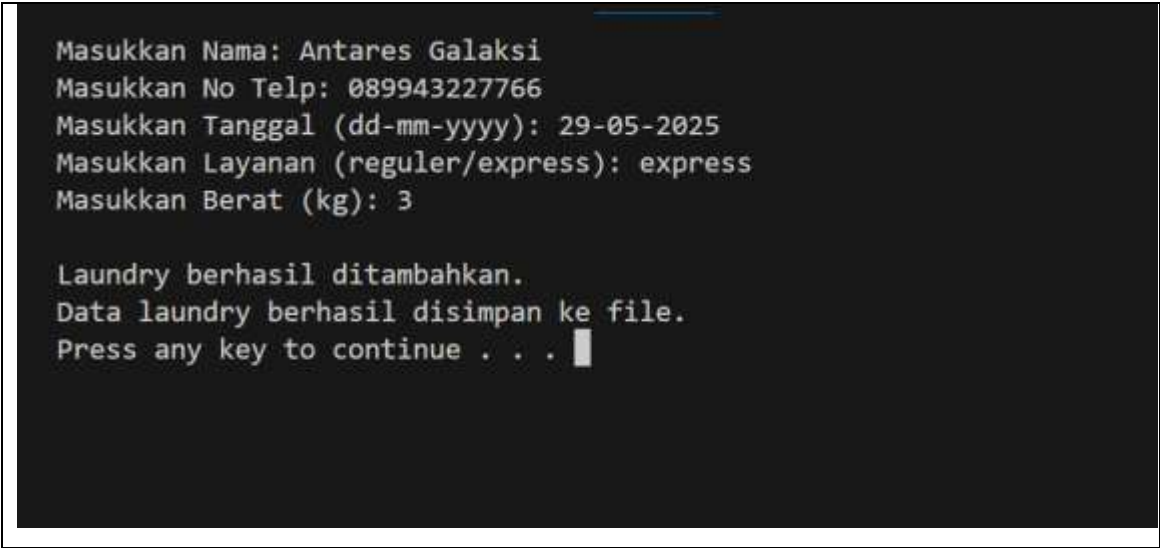 Masukkan Nama: Antares Galaksi
Masukkan No Telp: 089943227766
Masukkan Tanggal (dd-mm-yyyy): 29-05-2025
Masukkan Layanan (reguler/express): express
Masukkan Berat (kg): 3
Laundry berhasil ditambahkan.
Data laundry berhasil disimpan ke file.
Press any key to continue . . .